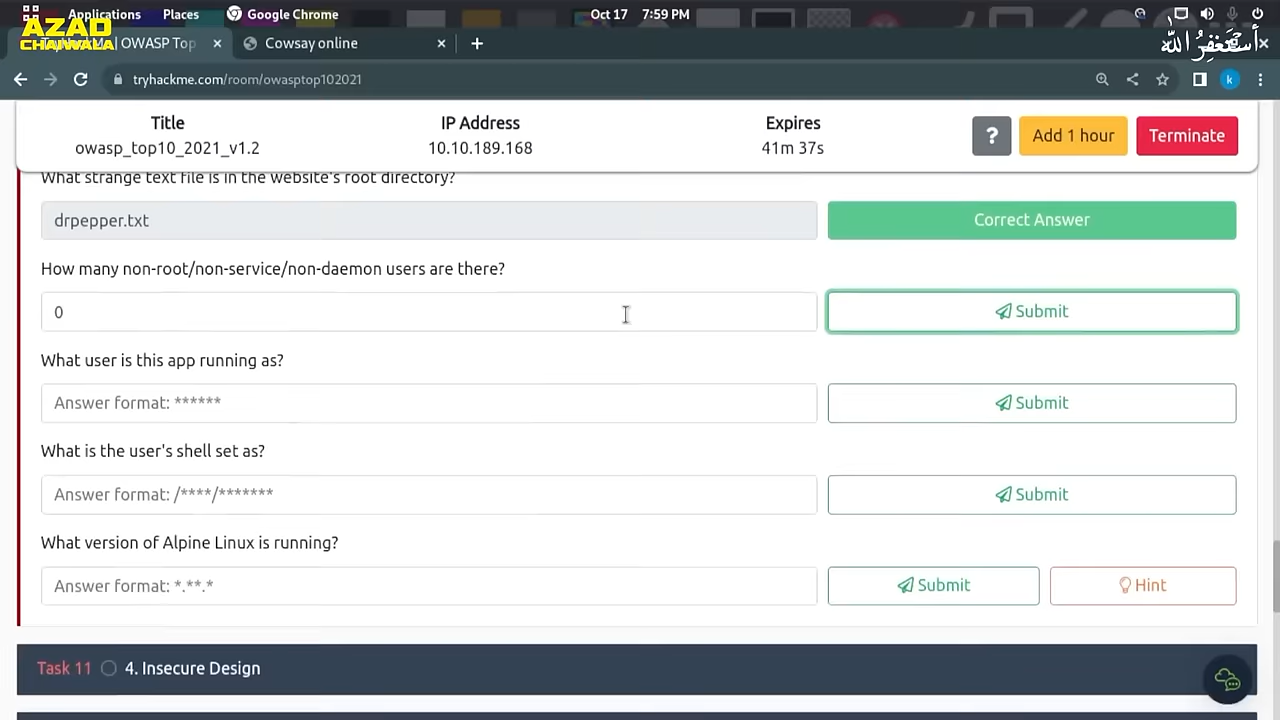 Applications Places Google Chrome Oct 17 7:59 PM
AZAD
CHAIWALA
OWASP Top
Cowsay online
أستغفر الله
tryhackme.com/room/owasptop102021
k
Title
owasp_top10_2021_v1.2
IP Address
10.10.189.168
Expires
41m 37s
?
Add 1 hour
Terminate
What strange text file is in the website's root directory?
drpepper.txt
Correct Answer
How many non-root/non-service/non-daemon users are there?
0
Submit
What user is this app running as?
Answer format: ******
Submit
What is the user's shell set as?
Answer format: /****/*******
Submit
What version of Alpine Linux is running?
Answer format: *.**.*
Submit
Hint
Task 11 4. Insecure Design